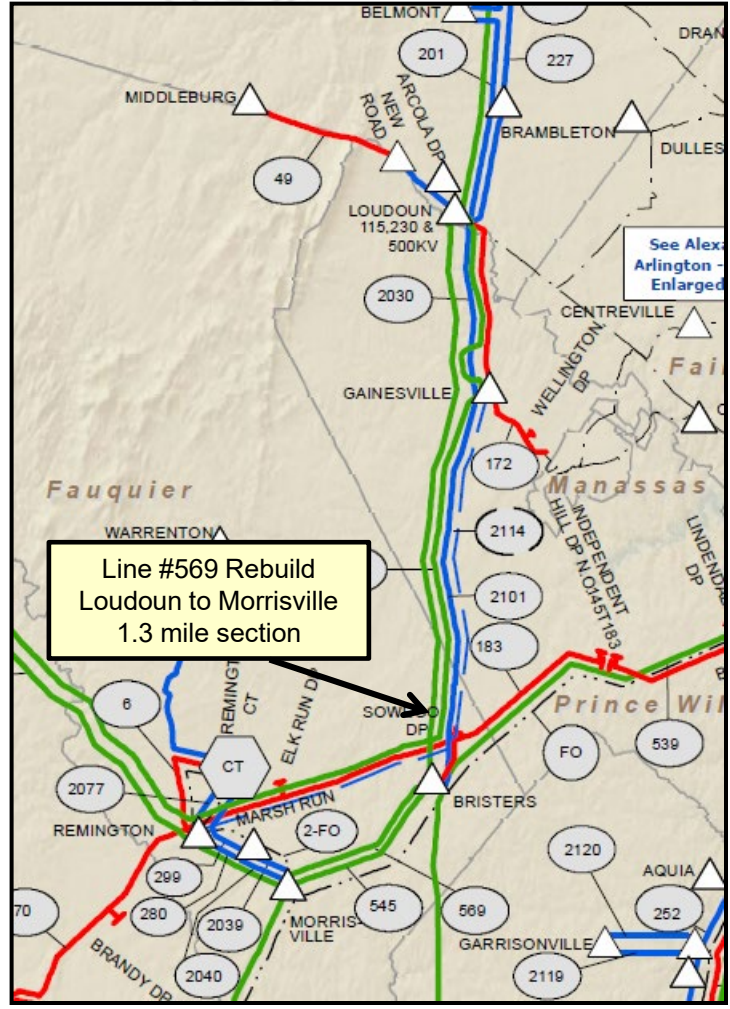 BELMONT
DRAN
201
227
MIDDLEBURG
ARCOLA DP
NEW
ROAD
BRAMBLETON
DULLES
49
LOUDOUN
115,230 &
500KV
See Alexa
Arlington -
Enlarged
2030
CENTREVILLE
WELLINGTON
DP
Fai
GAINESVILLE
172
Fauquier
Manassas
WARRENTON
2114
INDEPENDENT
HILL DP N.O145T183
LINDENDA
DP
Line #569 Rebuild
Loudoun to Morrisville
1.3 mile section
2101
183
6
REMINGT
CT
ELK RUN DP
SOWEGO
DP
Prince Wil
CT
FO
539
2077
BRISTERS
MARSH RUN
REMINGTON
2-FO
2120
299
AQUIA
70
280
2039
MORRIS-
VILLE
545
569
252
BRANDY DP
2040
GARRISONVILLE
2119